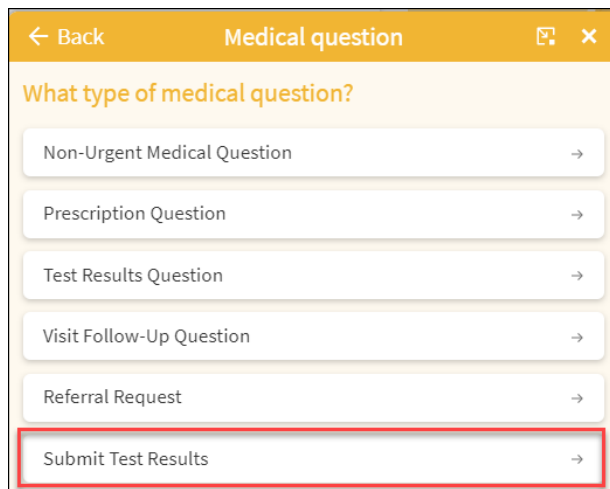 Back
Medical question
What type of medical question?
Non-Urgent Medical Question
Prescription Question
Test Results Question
Visit Follow-Up Question
Referral Request
Submit Test Results